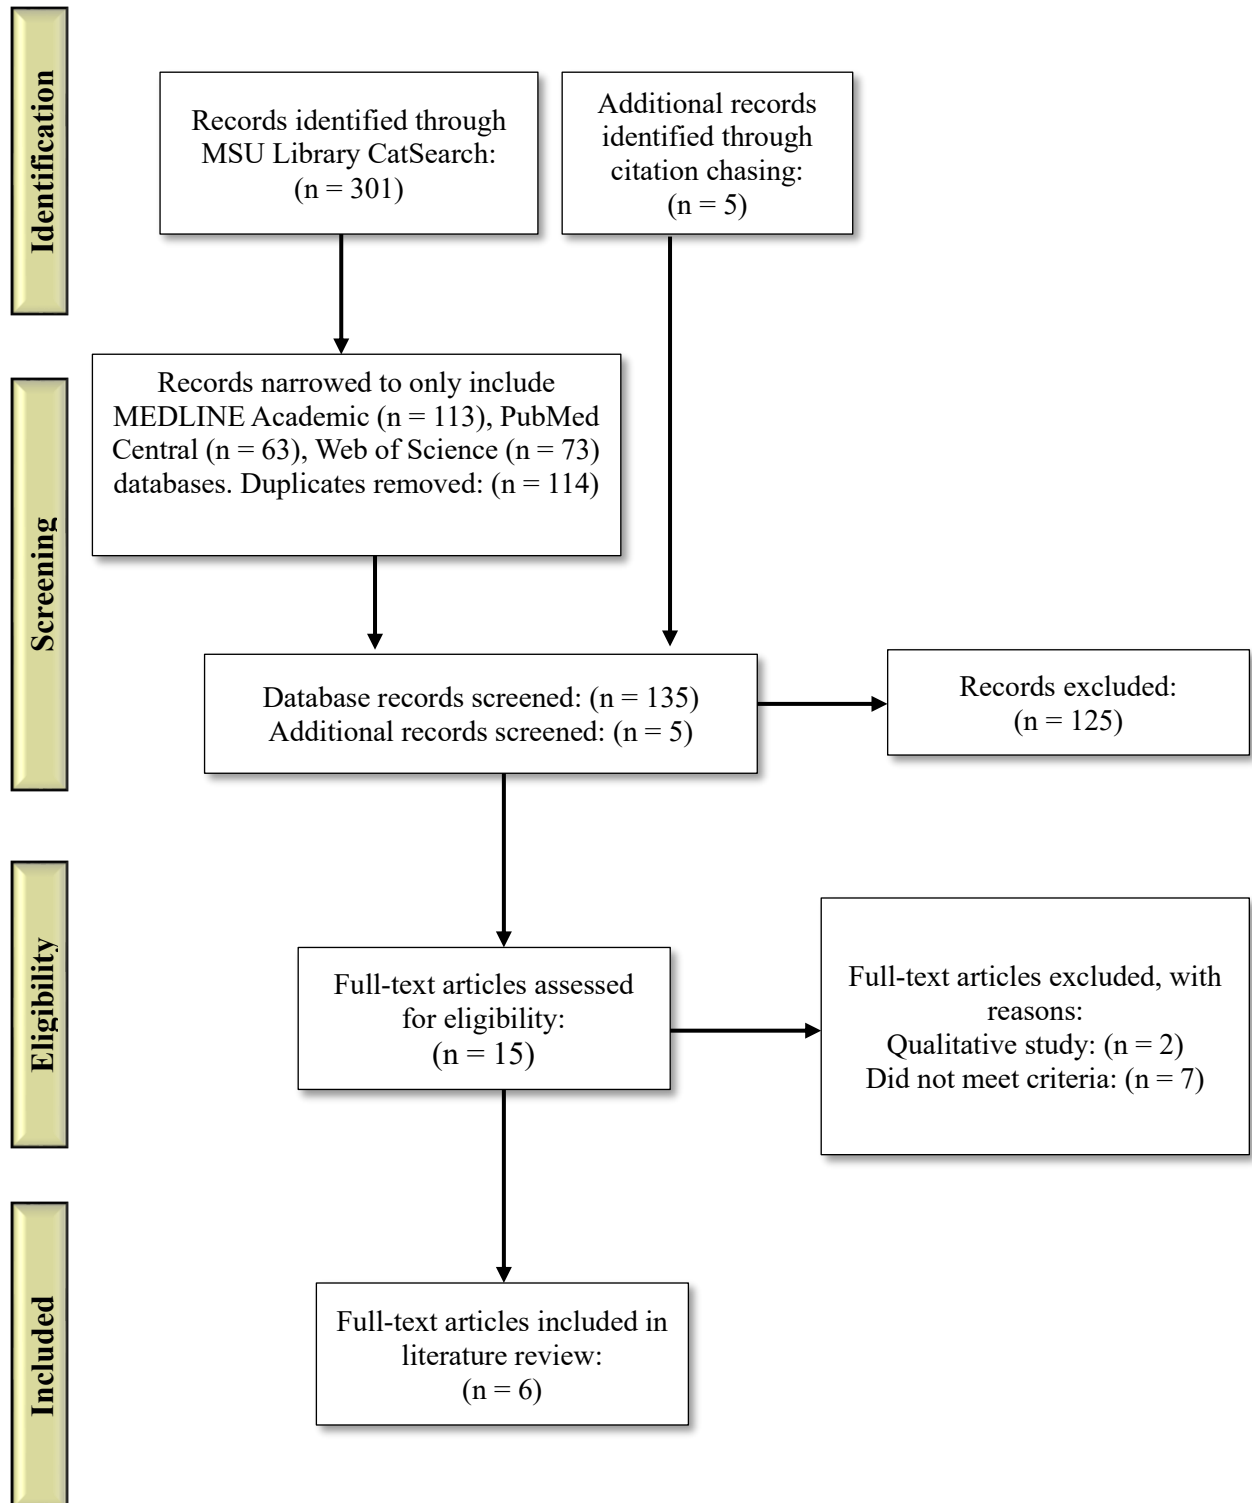 Identification
Records identified through
MSU Library CatSearch:
(n = 301)
Additional records
identified through
citation chasing:
(n = 5)
Screening
Records narrowed to only include
MEDLINE Academic (n = 113), PubMed
Central (n = 63), Web of Science (n = 73)
databases. Duplicates removed: (n = 114)
Database records screened: (n = 135)
Additional records screened: (n = 5)
Records excluded:
(n = 125)
Eligibility
Full-text articles assessed
for eligibility:
(n = 15)
Full-text articles excluded, with
reasons:
Qualitative study: (n = 2)
Did not meet criteria: (n = 7)
Included
Full-text articles included in
literature review:
(n = 6)